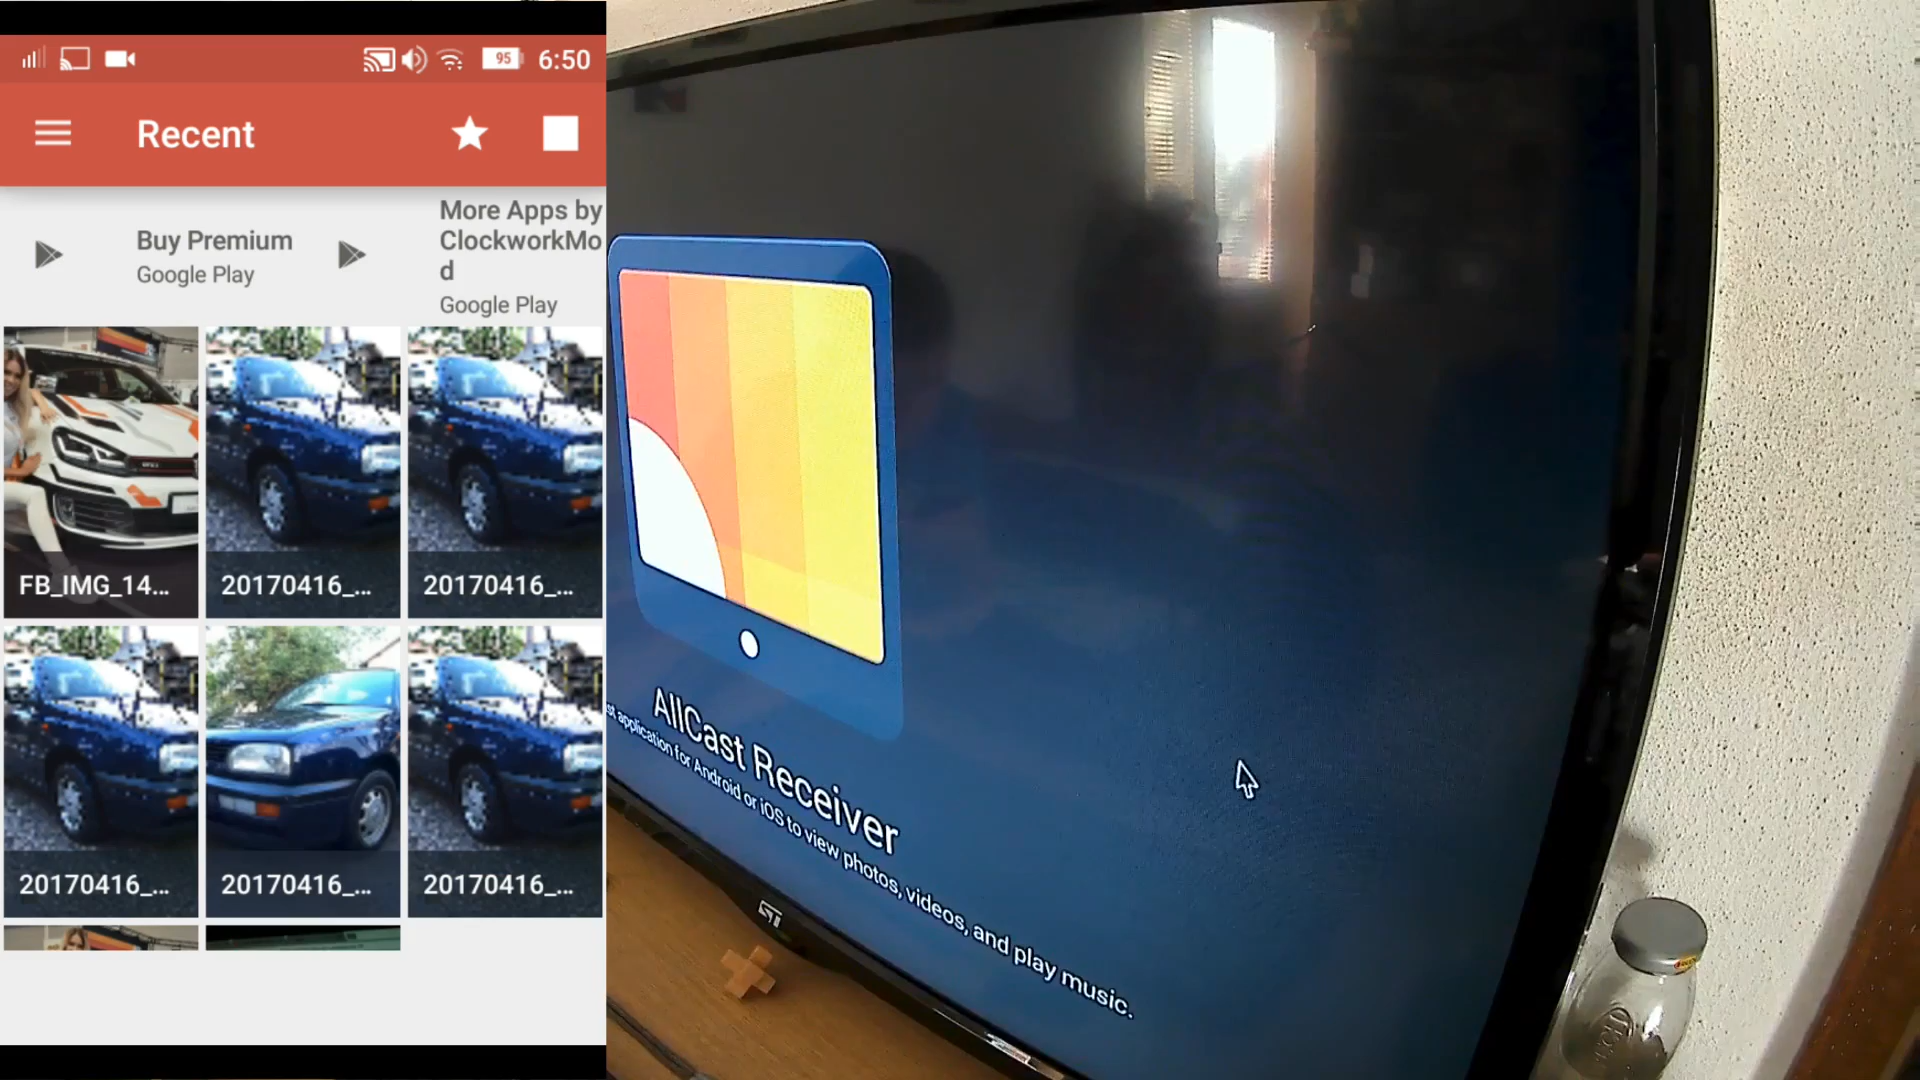 95 6:50
Recent
Buy Premium
Google Play
More Apps by
ClockworkMo
d
Google Play
FB_IMG_14...
20170416_...
20170416_...
20170416_...
20170416_...
20170416_...
AllCast Receiver
application for Android or iOS to view photos, videos, and play music.